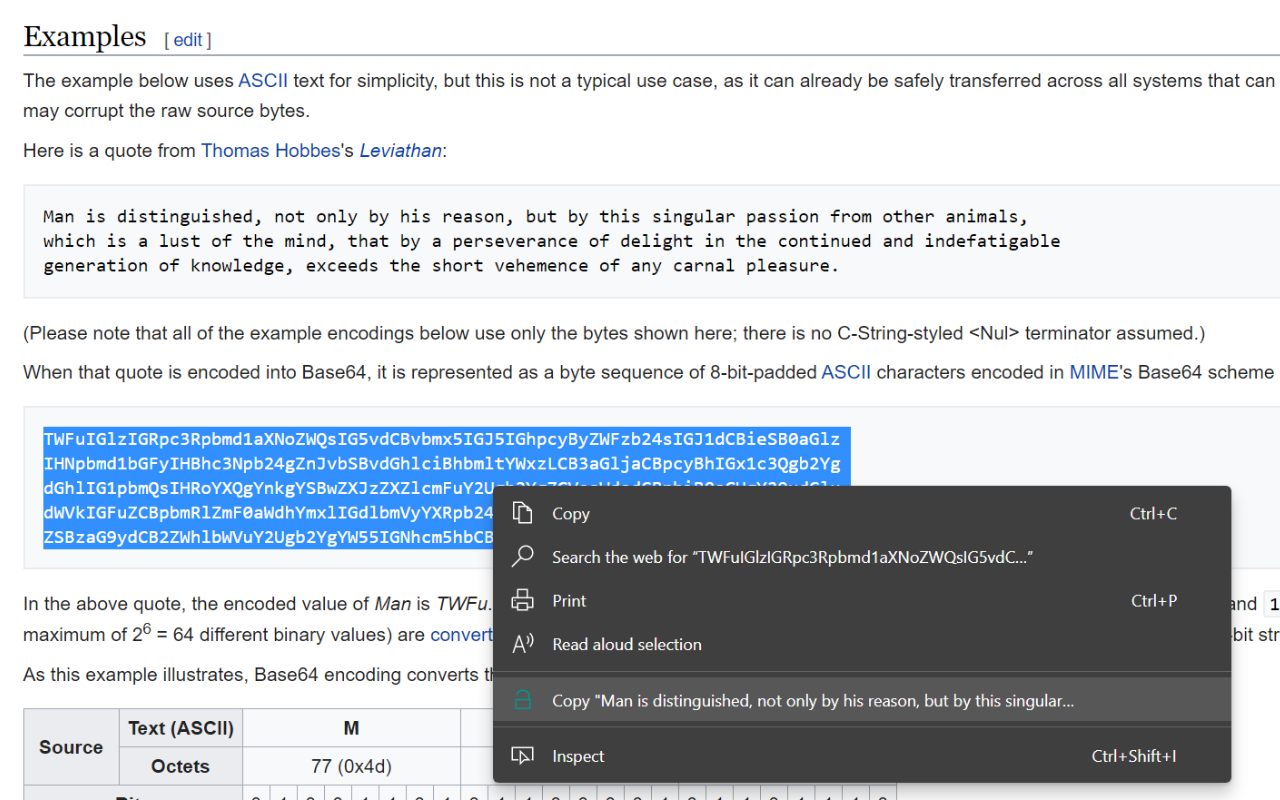 Examples [ edit ]
The example below uses ASCII text for simplicity, but this is not a typical use case, as it can already be safely transferred across all systems that can
may corrupt the raw source bytes.
Here is a quote from Thomas Hobbes's Leviathan:
Man is distinguished, not only by his reason, but by this singular passion from other animals,
which is a lust of the mind, that by a perseverance of delight in the continued and indefatigable
generation of knowledge, exceeds the short vehemence of any carnal pleasure.
(Please note that all of the example encodings below use only the bytes shown here; there is no C-String-styled <Nul> terminator assumed.)
When that quote is encoded into Base64, it is represented as a byte sequence of 8-bit-padded ASCII characters encoded in MIME's Base64 scheme
TWFuIGlzIGRpc3Rpbmd1aXNoZWQsIG5vdCBvbmx5IGJ5IGhpcyByZWFzb24sIGJ1dCBieSB0aGlz
IHNpbmd1bGFyIHBhc3Npb24gZnJvbSBvdGhlciBhbmltYWxzLCB3aGljaCBpcyBhIGx1c3Qgb2Yg
dGhlIG1pbmQsIHRoYXQgYnkgYSBwZXJzZXZlcmFuY2U
dWVkIGFuZCBpbmRlZmF0aWdhYmxlIGdlbmVyYXRpb24
ZSBzaG9ydCB2ZWhlbWVuY2Ugb2YgYW55IGNhcm5hbCB
Copy Ctrl+C
Search the web for “TWFuIGlzIGRpc3Rpbmd1aXNoZWQsIG5vdC...”
Print Ctrl+P
Read aloud selection
Copy "Man is distinguished, not only by his reason, but by this singular...
Inspect Ctrl+Shift+I
In the above quote, the encoded value of Man is TWFu. and 1
maximum of 2⁶ = 64 different binary values) are convert -bit str
As this example illustrates, Base64 encoding converts th
Source Text (ASCII) M
Octets 77 (0x4d)